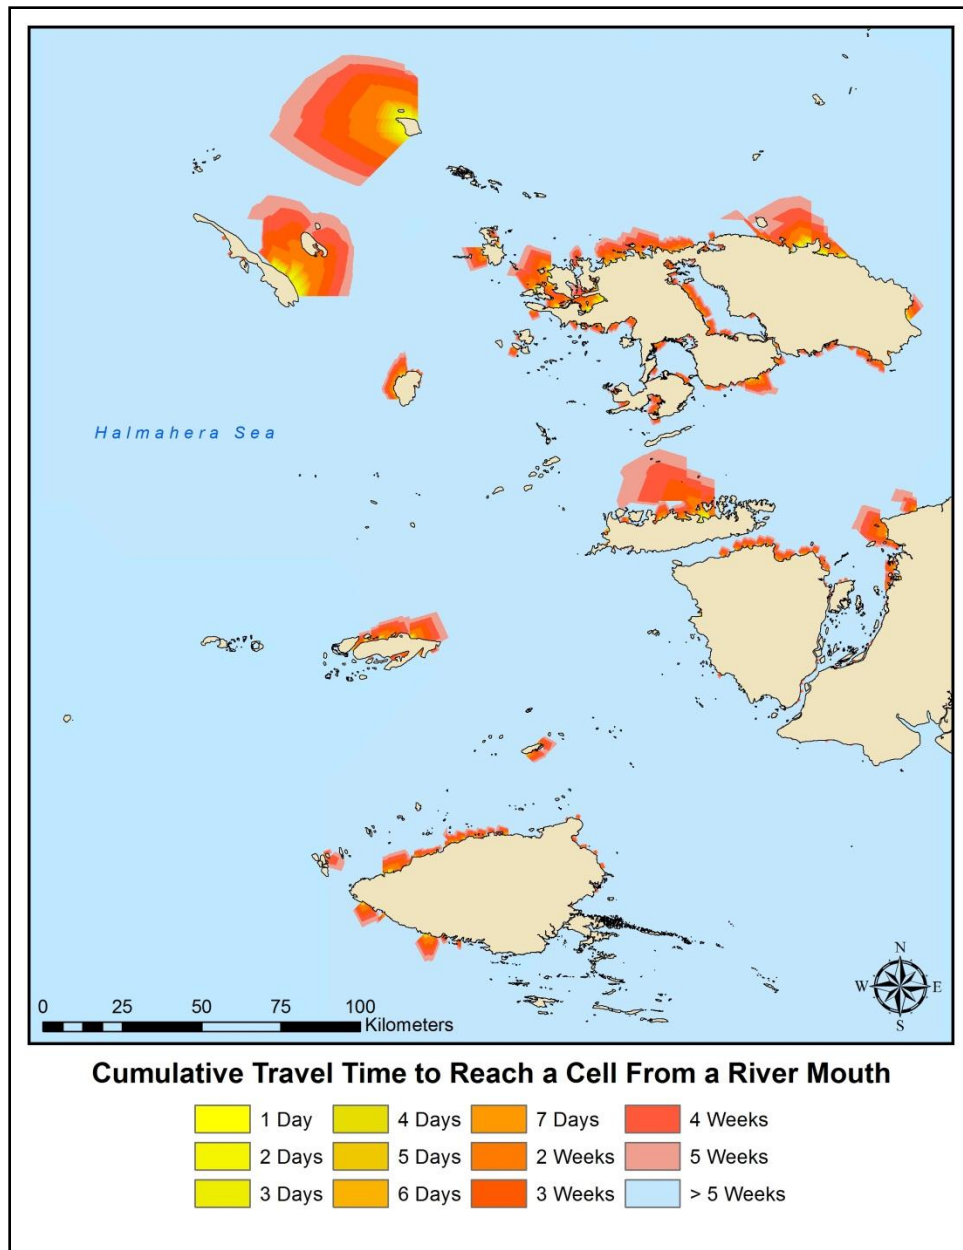 Halmahera Sea
N
W E
S
0 25 50 75 100
Kilometers
Cumulative Travel Time to Reach a Cell From a River Mouth
1 Day 4 Days 7 Days 4 Weeks
2 Days 5 Days 2 Weeks 5 Weeks
3 Days 6 Days 3 Weeks > 5 Weeks